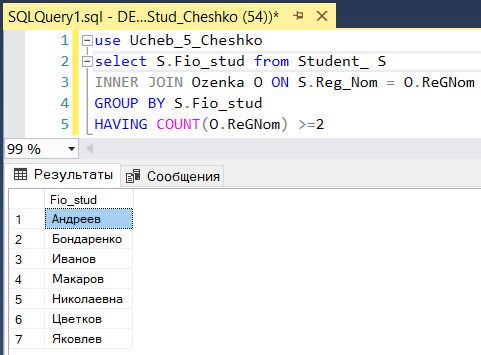 SQLQuery1.sql - DE...Stud_Cheshko (54))*
1 use Ucheb_5_Cheshko
2 select S.Fio_stud from Student_ S
3 INNER JOIN Ozenka O ON S.Reg_Nom = O.ReGNom
4 GROUP BY S.Fio_stud
5 HAVING COUNT(O.ReGNom) >=2
99 %
Результаты Сообщения
Fio_stud
1 Андреев
2 Бондаренко
3 Иванов
4 Макаров
5 Николаевна
6 Цветков
7 Яковлев